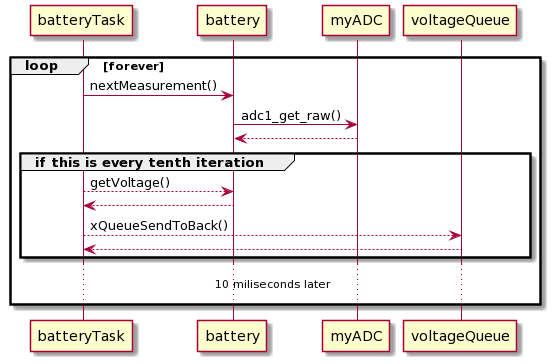 batteryTask battery myADC voltageQueue
loop [forever]
nextMeasurement()
adc1_get_raw()
if this is every tenth iteration
getVoltage()
xQueueSendToBack()
10 miliseconds later
batteryTask battery myADC voltageQueue